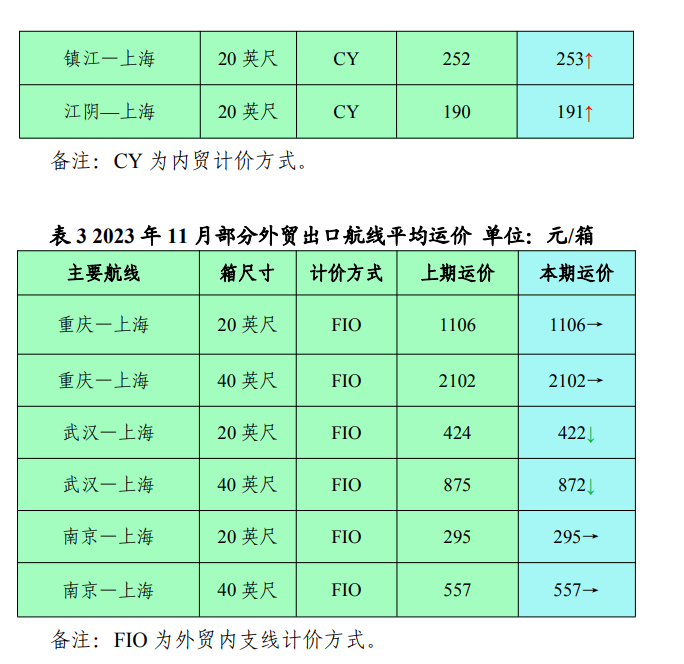 镇江－上海 20 英尺 CY 252 253↑
江阴—上海 20 英尺 CY 190 191↑
备注：CY 为内贸计价方式。
表 3 2023 年 11 月部分外贸出口航线平均运价 单位：元/箱
主要航线 箱尺寸 计价方式 上期运价 本期运价
重庆－上海 20 英尺 FIO 1106 1106→
重庆－上海 40 英尺 FIO 2102 2102→
武汉－上海 20 英尺 FIO 424 422↓
武汉－上海 40 英尺 FIO 875 872↓
南京－上海 20 英尺 FIO 295 295→
南京－上海 40 英尺 FIO 557 557→
备注：FIO 为外贸内支线计价方式。